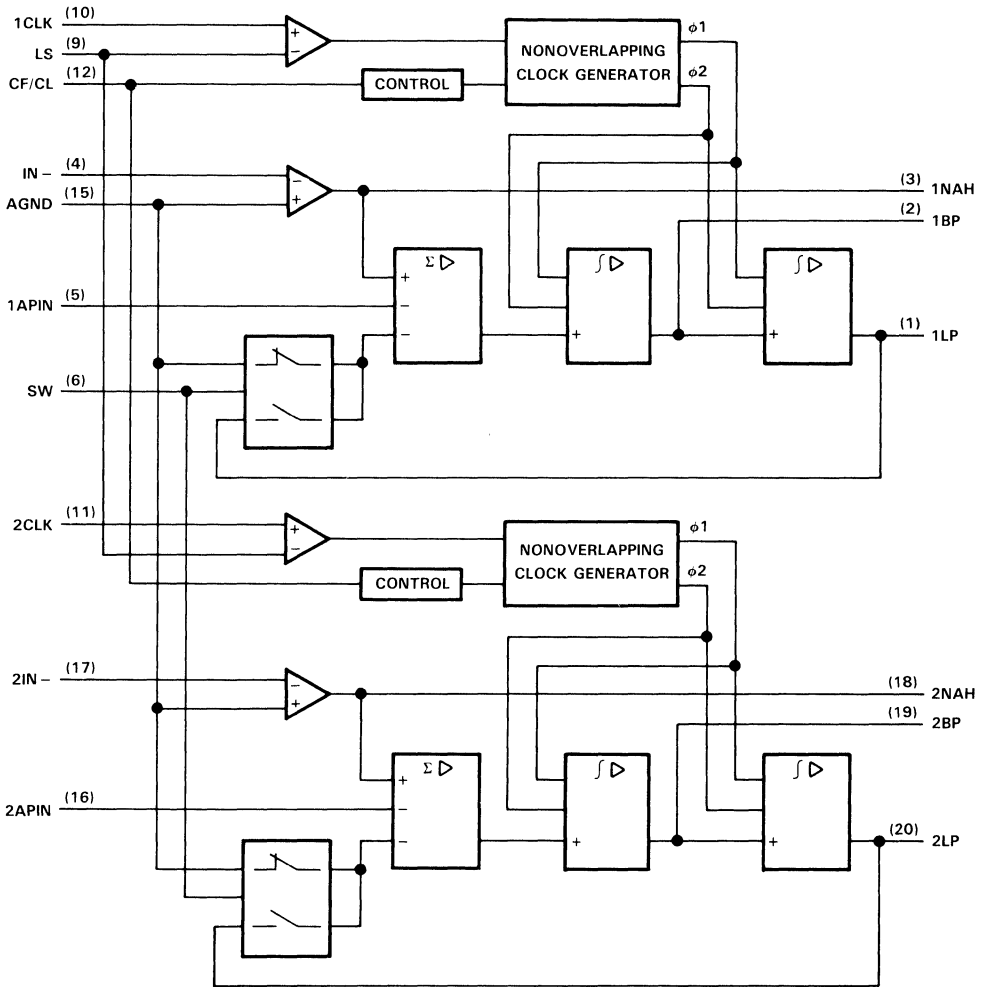 1CLK (10)
LS (9)
CF/CL (12)
+
−
CONTROL
NONOVERLAPPING
CLOCK GENERATOR
ϕ1
ϕ2
IN − (4)
AGND (15)
−
+
(3) 1NAH
(2) 1BP
Σ ▷
∫ ▷
∫ ▷
+
1APIN (5)
−
−
+
+
(1) 1LP
SW (6)
2CLK (11)
+
−
CONTROL
NONOVERLAPPING
CLOCK GENERATOR
ϕ1
ϕ2
2IN − (17)
−
+
(18) 2NAH
(19) 2BP
Σ ▷
∫ ▷
∫ ▷
+
2APIN (16)
−
−
+
+
(20) 2LP